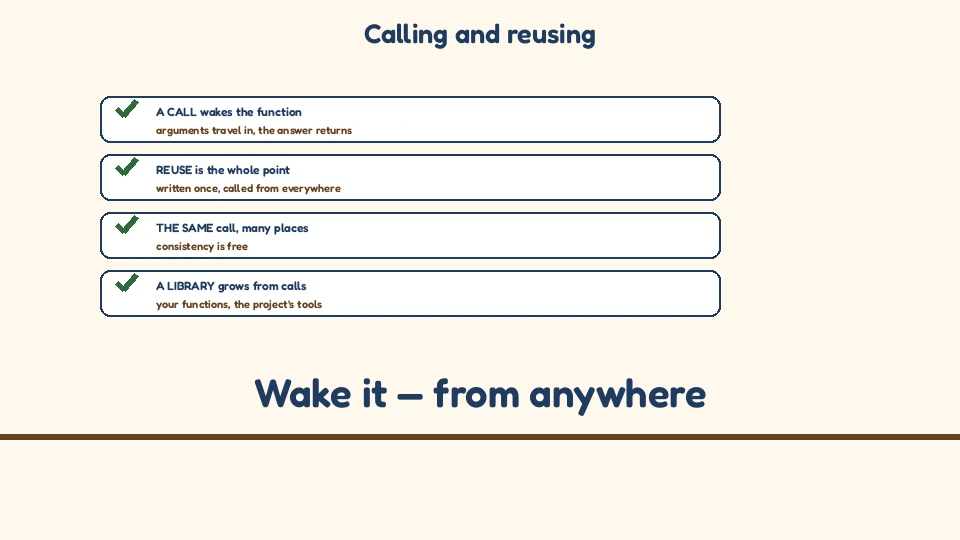 Calling and reusing
A CALL wakes the function
arguments travel in, the answer returns
REUSE is the whole point
written once, called from everywhere
THE SAME call, many places
consistency is free
A LIBRARY grows from calls
your functions, the project's tools
Wake it — from anywhere